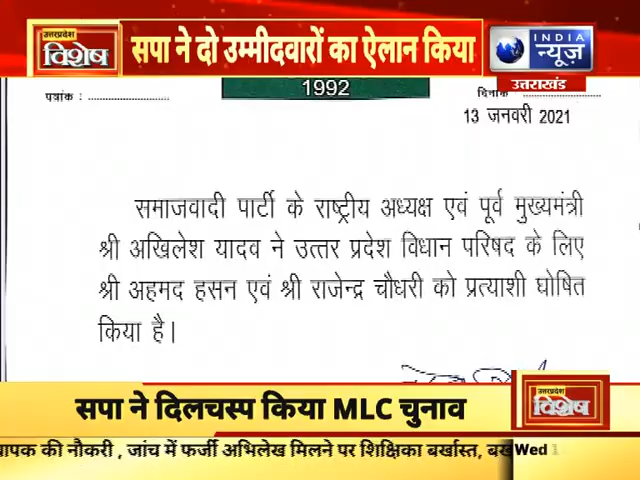 उत्तरप्रदेश
विशेष
सपा ने दो उम्मीदवारों का ऐलान किया
INDIA
न्यूज़
उत्तराखंड
1992
पत्रांक : ............................
दिनांक ............................
13 जनवरी 2021
समाजवादी पार्टी के राष्ट्रीय अध्यक्ष एवं पूर्व मुख्यमंत्री
श्री अखिलेश यादव ने उत्तर प्रदेश विधान परिषद के लिए
श्री अहमद हसन एवं श्री राजेन्द्र चौधरी को प्रत्याशी घोषित
किया है।
सपा ने दिलचस्प किया MLC चुनाव
उत्तरप्रदेश
विशेष
की नौकरी , जांच में फर्जी अभिलेख मिलने पर शिक्षिका बर्खास्त,
Wed